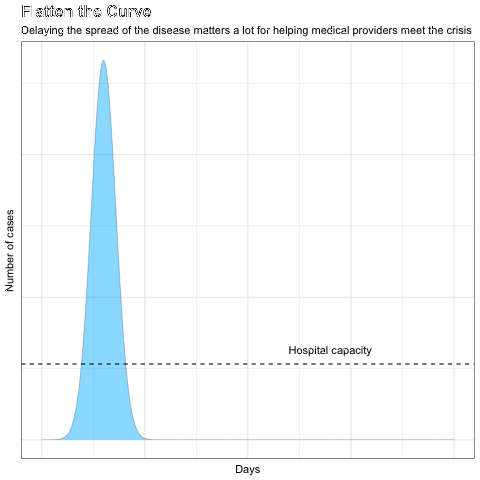 Flatten the Curve
Delaying the spread of the disease matters a lot for helping medical providers meet the crisis
Number of cases
Hospital capacity
Days